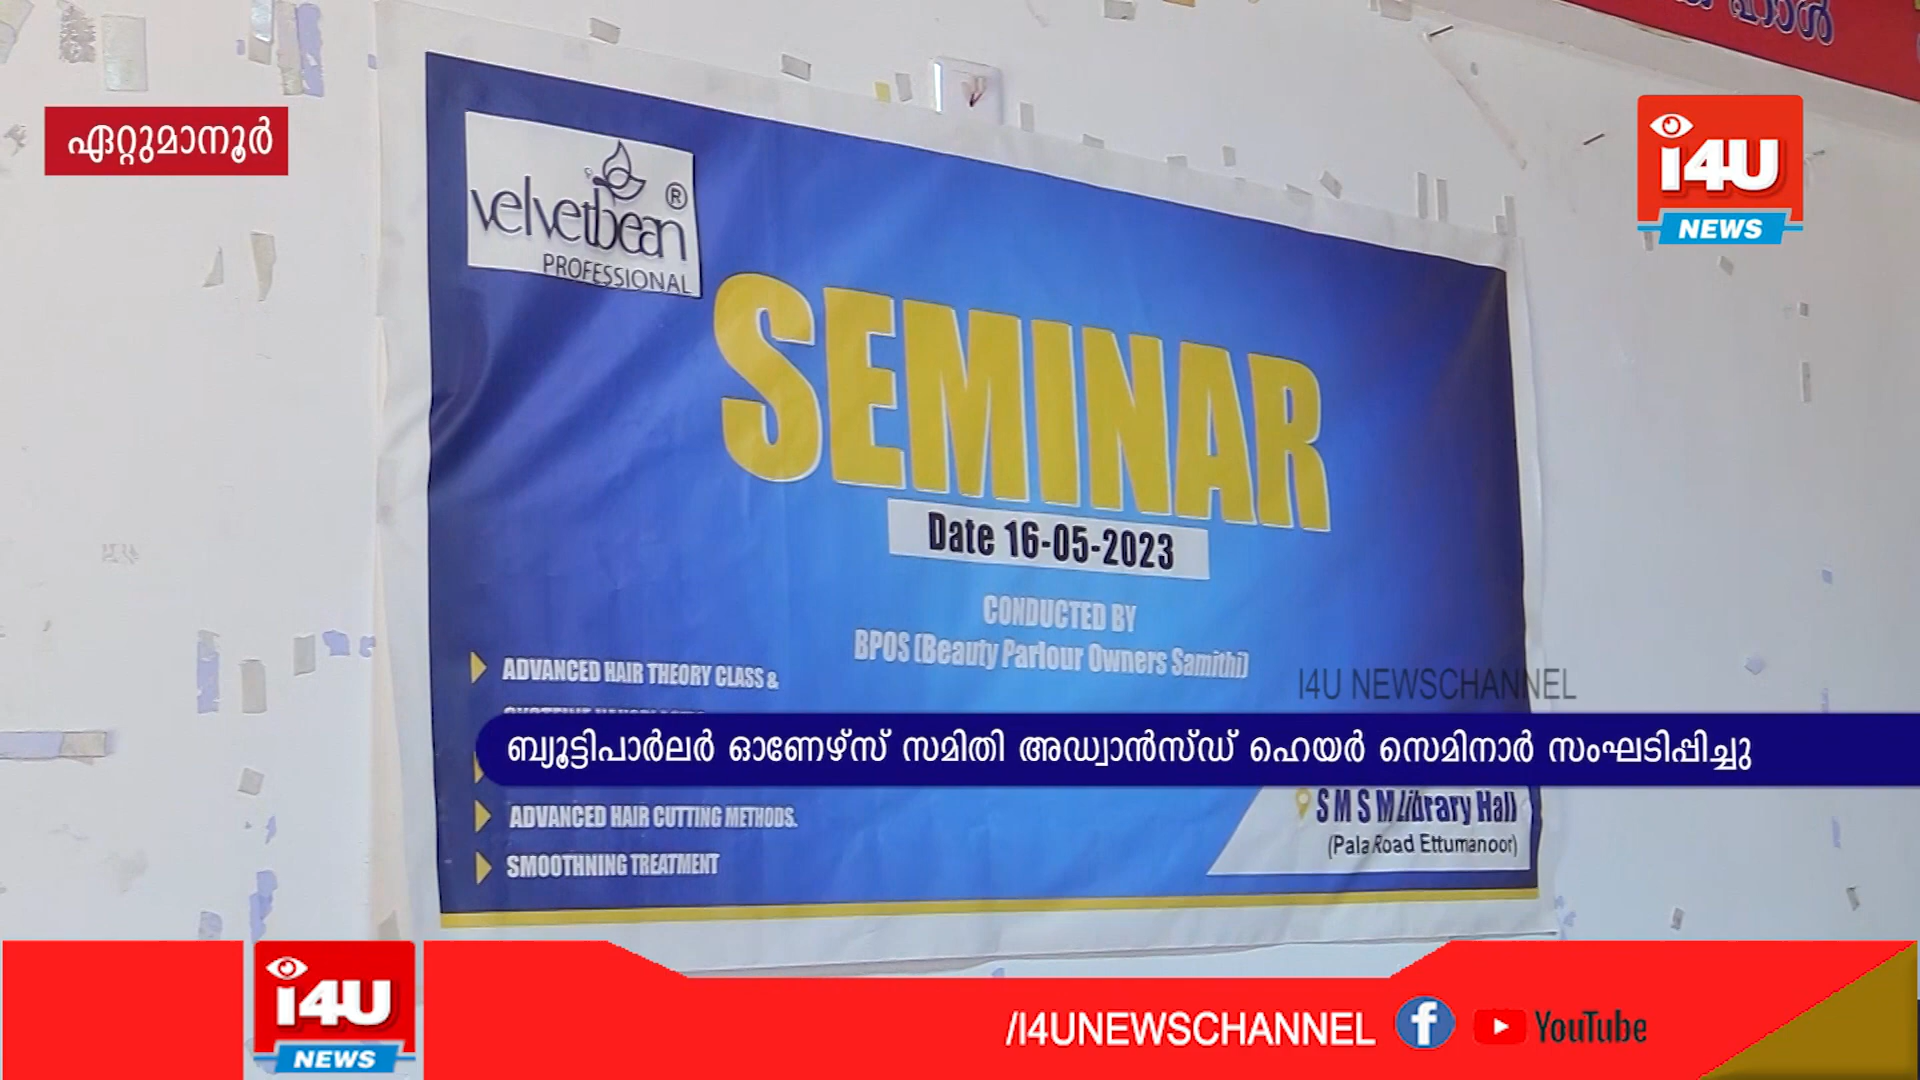 ഹാൾ
ഏറ്റുമാനൂർ
i4U
NEWS
velvetbean ®
PROFESSIONAL
SEMINAR
Date 16-05-2023
CONDUCTED BY
BPOS (Beauty Parlour Owners Samithi)
ADVANCED HAIR THEORY CLASS &
I4U NEWSCHANNEL
ബ്യൂട്ടിപാർലർ ഓണേഴ്സ് സമിതി അഡ്വാൻസ്ഡ് ഹെയർ സെമിനാർ സംഘടിപ്പിച്ചു
ADVANCED HAIR CUTTING METHODS.
SMOOTHNING TREATMENT
S M S M Library Hall
(Pala Road Ettumanoor)
i4U
NEWS
/I4UNEWSCHANNEL
YouTube